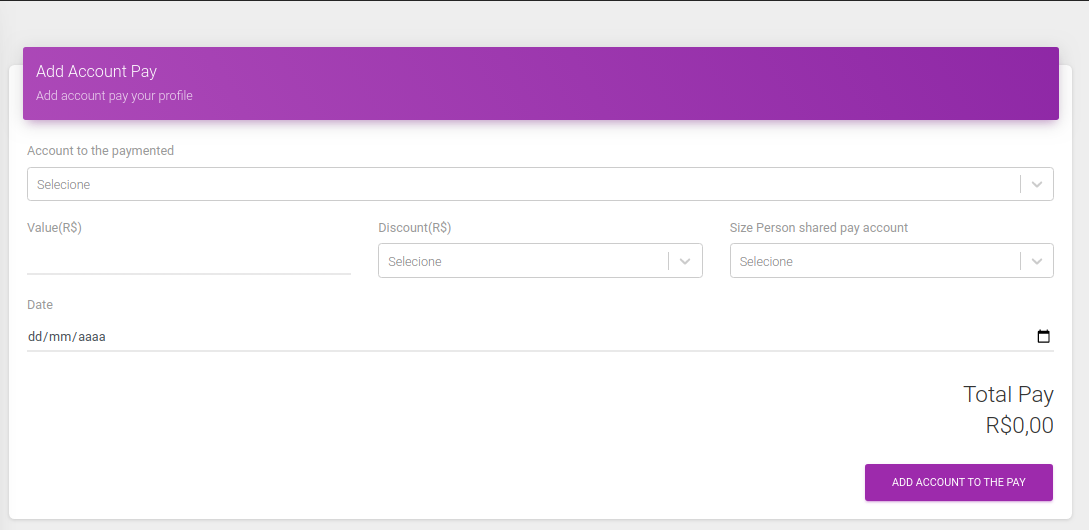 Add Account Pay
Add account pay your profile
Account to the paymented
Selecione
Value(R$)
Discount(R$)
Size Person shared pay account
Selecione
Selecione
Date
dd/mm/aaaa
Total Pay
R$0,00
ADD ACCOUNT TO THE PAY